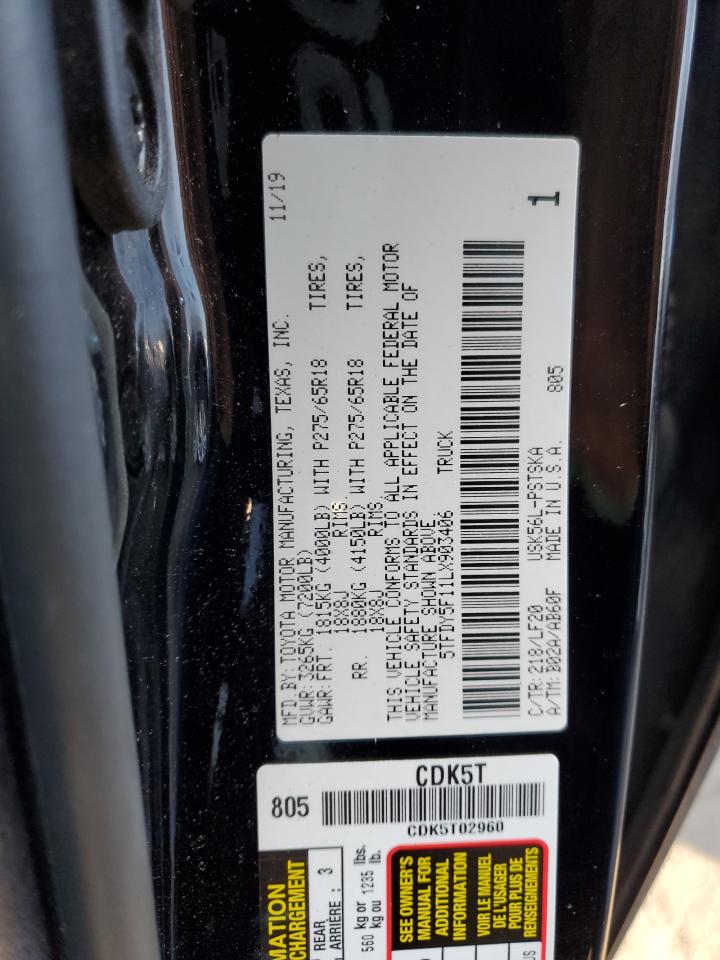 11/19
MFD.BY:TOYOTA MOTOR MANUFACTURING, TEXAS, INC.
GVWR:3265KG (7200LB)
GAWR:FRT. 1815KG (4000LB) WITH P275/65R18 TIRES,
18X8J RIMS,
RR. 1880KG (4150LB) WITH P275/65R18 TIRES,
18X8J RIMS,
THIS VEHICLE CONFORMS TO ALL APPLICABLE FEDERAL MOTOR
VEHICLE SAFETY STANDARDS IN EFFECT ON THE DATE OF
MANUFACTURE SHOWN ABOVE
5TFDY5F11LX903406 TRUCK
C/TR:218/LF20 USK56L-PSTSKA 805
A/TM:B02A/AB60F MADE IN U.S.A. 1
805
CDK5T
CDK5T02960
MATION
CHARGEMENT
REAR
ARRIÈRE : 3
560 kg or 1235 lbs.
kg ou lb.
SEE OWNER'S
MANUAL FOR
ADDITIONAL
INFORMATION
VOIR LE MANUEL
DE L'USAGER
POUR PLUS DE
RENSEIGNEMENTS
US